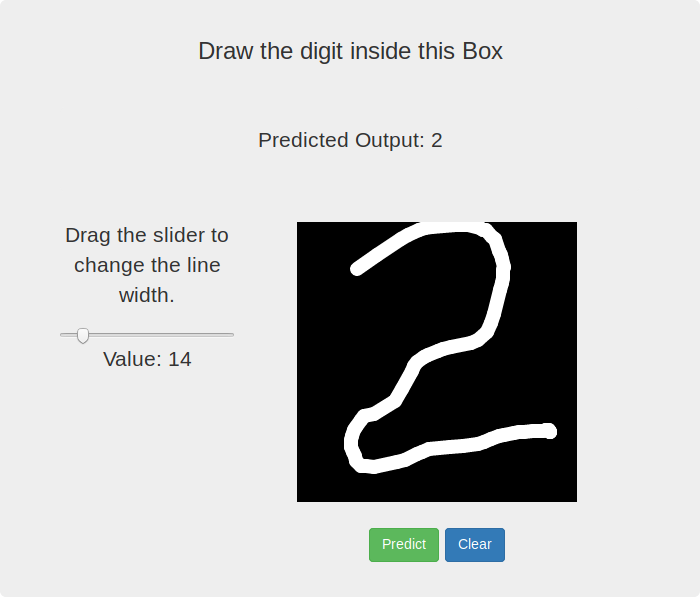 Draw the digit inside this Box
Predicted Output: 2
Drag the slider to
change the line
width.
Value: 14
2
Predict
Clear